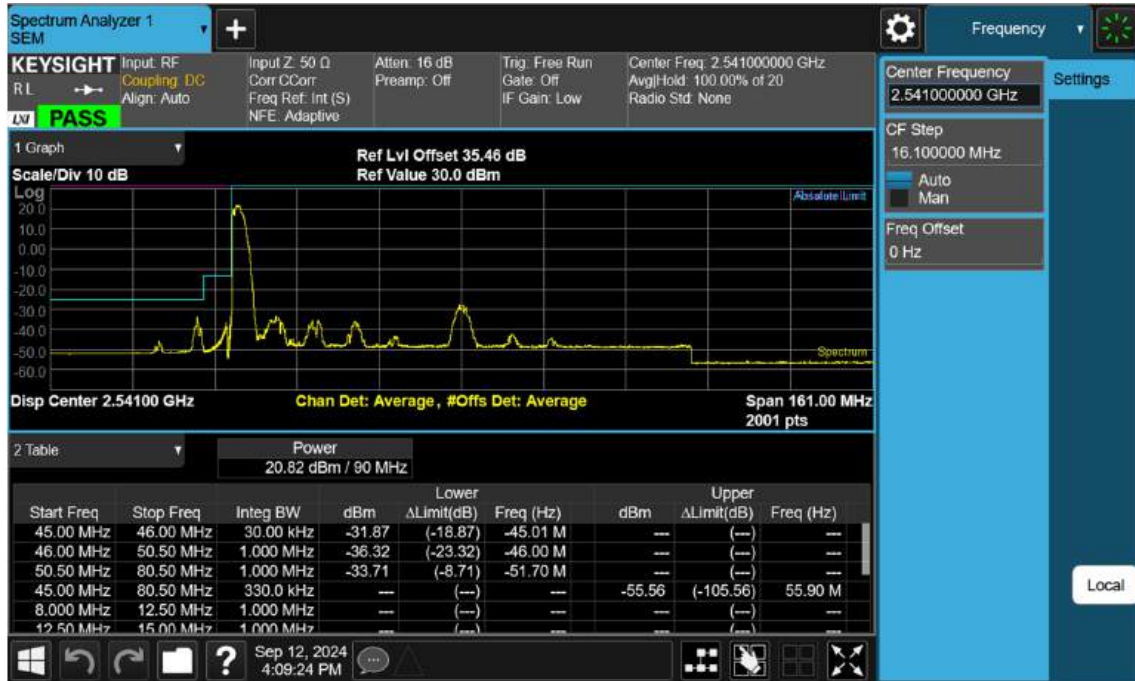 Spectrum Analyzer 1
SEM
Frequency
KEYSIGHT
R L
LXI PASS
Input: RF
Coupling: DC
Align: Auto
Input Z: 50 Ω
Corr CCorr
Freq Ref: Int (S)
NFE: Adaptive
Atten: 16 dB
Preamp: Off
Trig: Free Run
Gate: Off
IF Gain: Low
Center Freq: 2.541000000 GHz
Avg|Hold: 100.00% of 20
Radio Std: None
Center Frequency
2.541000000 GHz
Settings
CF Step
16.100000 MHz
Auto
Man
Freq Offset
0 Hz
1 Graph
Scale/Div 10 dB
Ref Lvl Offset 35.46 dB
Ref Value 30.0 dBm
Log
Absolute Limit
20.0
10.0
0.00
-10.0
-20.0
-30.0
-40.0
-50.0
-60.0
Spectrum
Disp Center 2.54100 GHz
Chan Det: Average, #Offs Det: Average
Span 161.00 MHz
2001 pts
2 Table
Power
20.82 dBm / 90 MHz
Lower Upper
Start Freq Stop Freq Integ BW dBm ΔLimit(dB) Freq (Hz) dBm ΔLimit(dB) Freq (Hz)
45.00 MHz 46.00 MHz 30.00 kHz -31.87 (-18.87) -45.01 M --- (---) ---
46.00 MHz 50.50 MHz 1.000 MHz -36.32 (-23.32) -46.00 M --- (---) ---
50.50 MHz 80.50 MHz 1.000 MHz -33.71 (-8.71) -51.70 M --- (---) ---
45.00 MHz 80.50 MHz 330.0 kHz --- (---) --- -55.56 (-105.56) 55.90 M
8.000 MHz 12.50 MHz 1.000 MHz --- (---) --- --- (---) ---
12.50 MHz 15.00 MHz 1.000 MHz --- (---) --- --- (---) ---
Local
?
Sep 12, 2024
4:09:24 PM